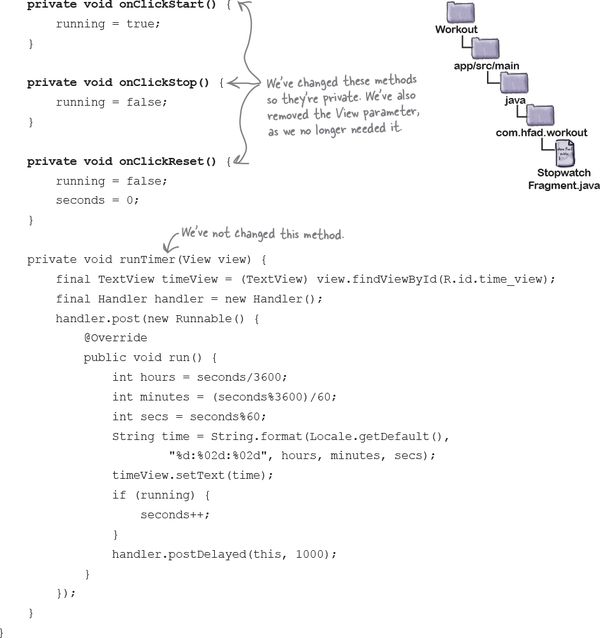 private void onClickStart() {
running = true;
}
private void onClickStop() {
running = false;
}
private void onClickReset() {
running = false;
seconds = 0;
}
We've changed these methods
so they're private. We've also
removed the View parameter,
as we no longer needed it.
Workout
app/src/main
java
com.hfad.workout
Stopwatch
Fragment.java
We've not changed this method.
private void runTimer(View view) {
final TextView timeView = (TextView) view.findViewById(R.id.time_view);
final Handler handler = new Handler();
handler.post(new Runnable() {
@Override
public void run() {
int hours = seconds/3600;
int minutes = (seconds%3600)/60;
int secs = seconds%60;
String time = String.format(Locale.getDefault(),
"%d:%02d:%02d", hours, minutes, secs);
timeView.setText(time);
if (running) {
seconds++;
}
handler.postDelayed(this, 1000);
}
});
}
}